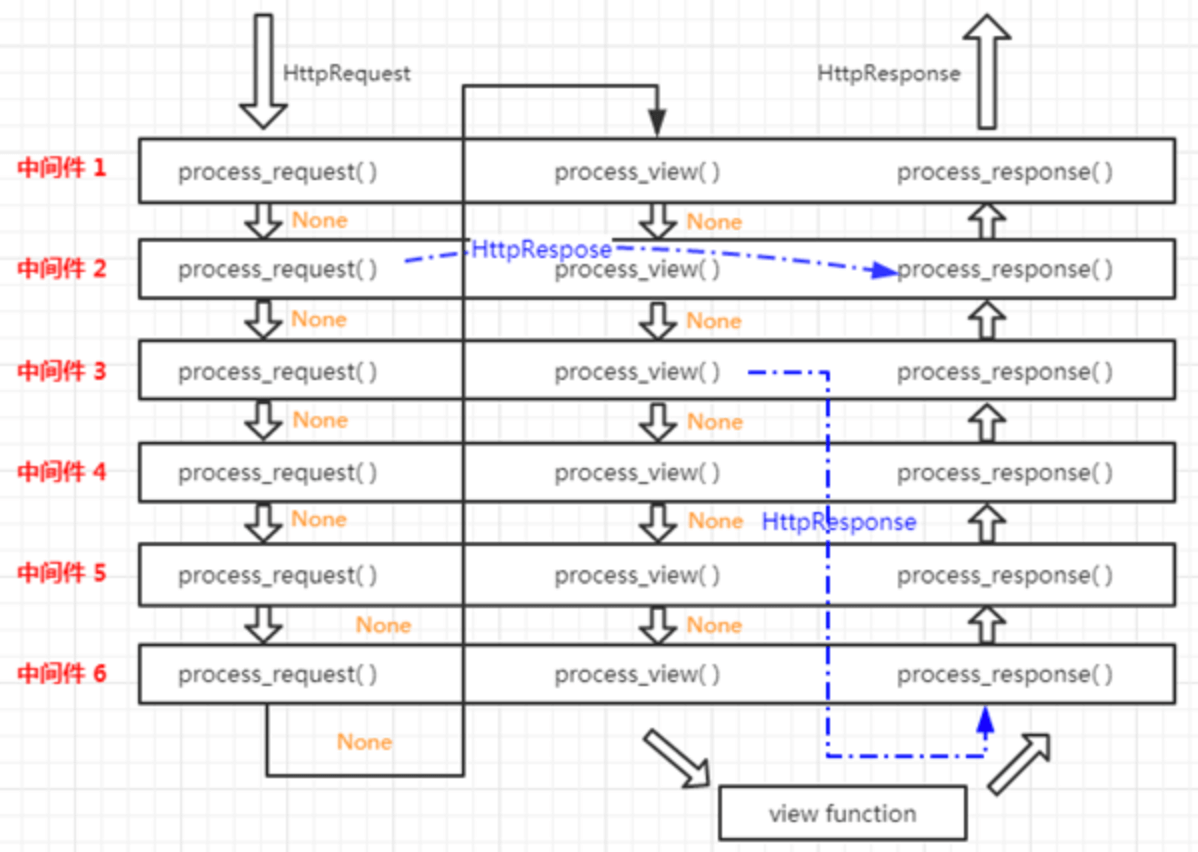 HttpRequest
HttpResponse
中间件 1
process_request( )
process_view( )
process_response( )
None
None
中间件 2
process_request( )
HttpRespose
process_view( )
process_response( )
None
None
中间件 3
process_request( )
process_view( )
process_response( )
None
None
中间件 4
process_request( )
process_view( )
process_response( )
None
None
HttpResponse
中间件 5
process_request( )
process_view( )
process_response( )
None
None
中间件 6
process_request( )
process_view( )
process_response( )
None
view function